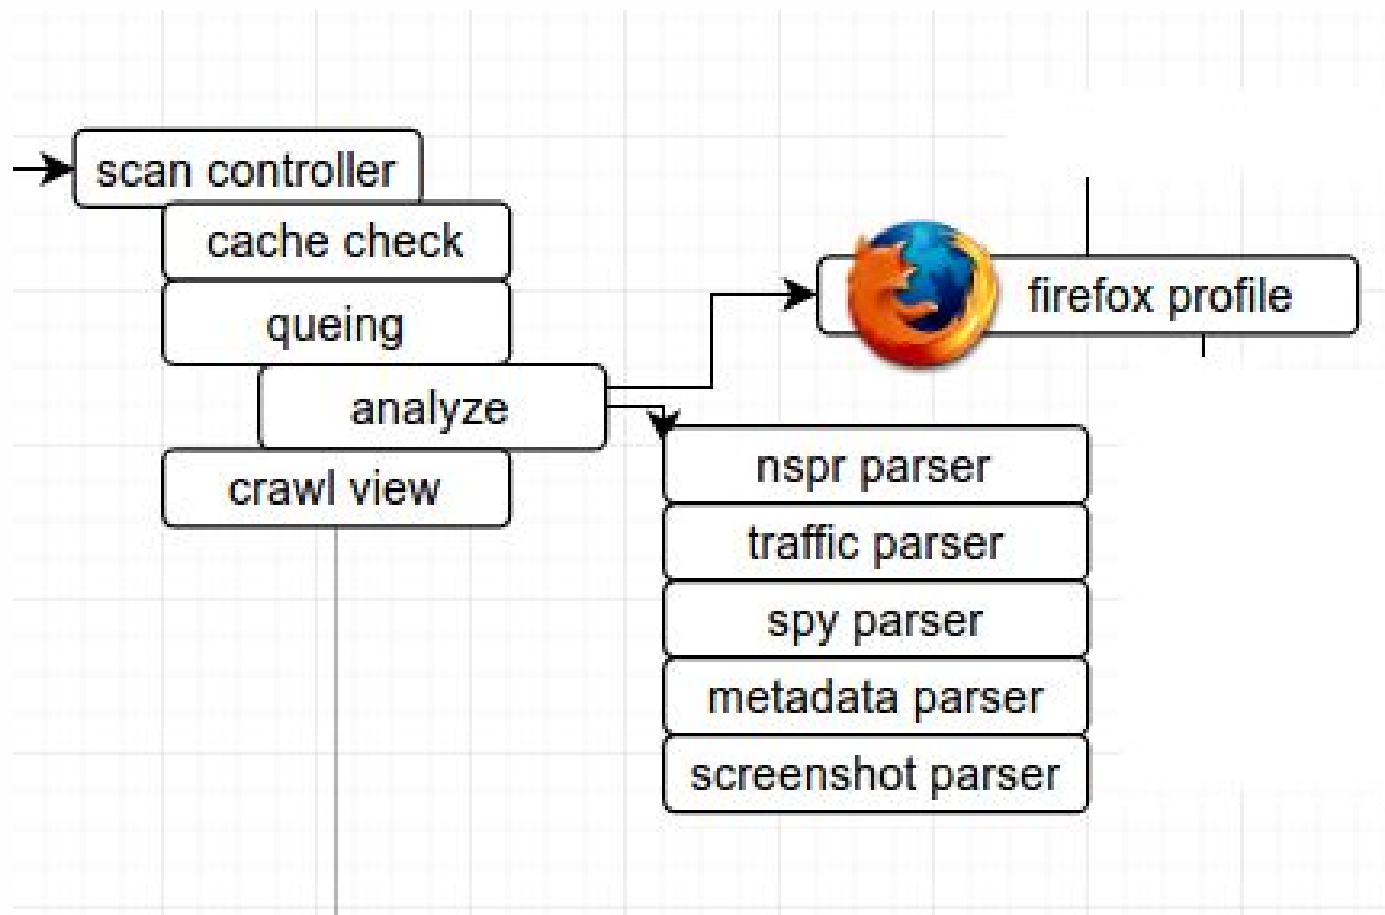 scan controller
cache check
queing
analyze
crawl view
firefox profile
nspr parser
traffic parser
spy parser
metadata parser
screenshot parser